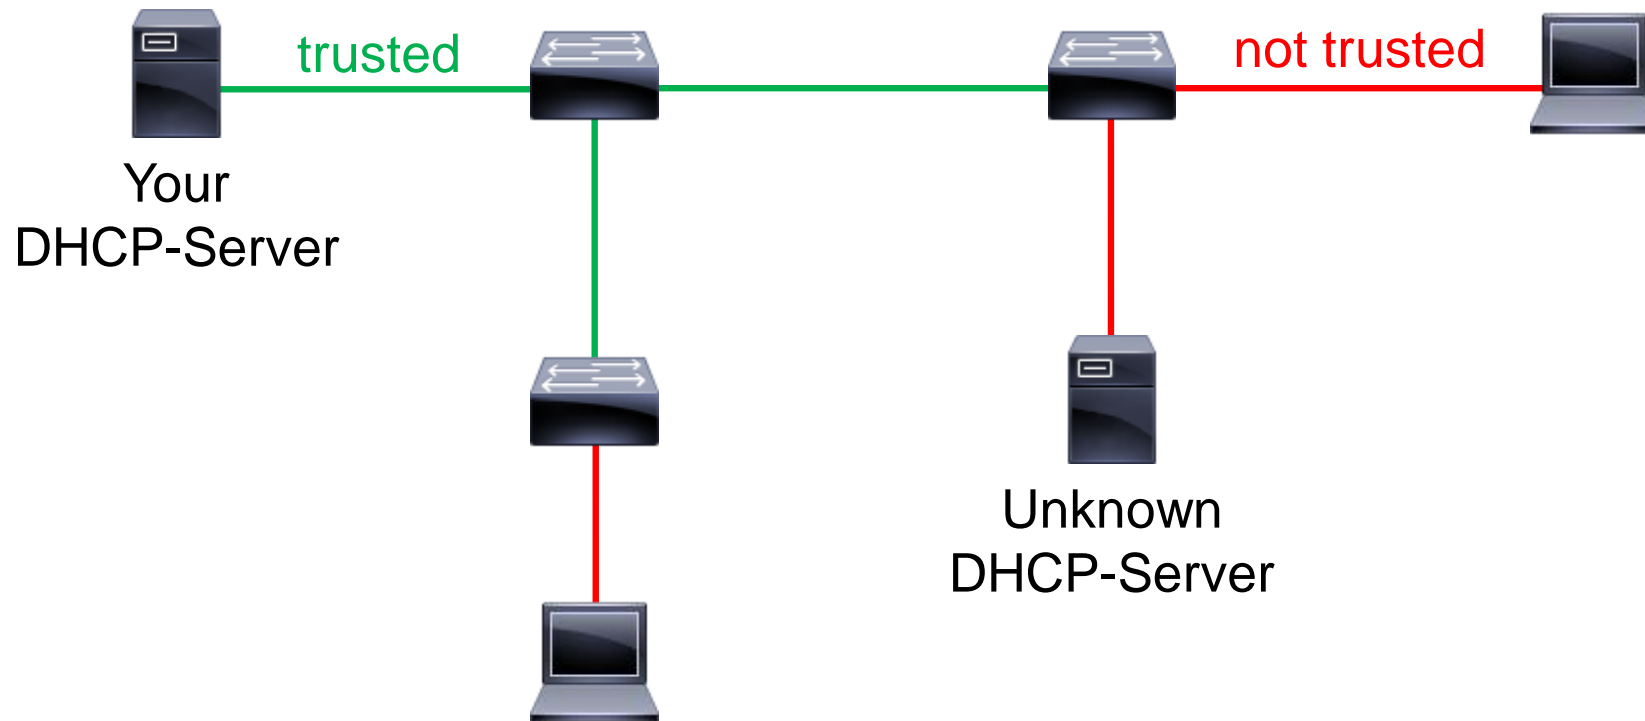 trusted
not trusted
Your
DHCP-Server
Unknown
DHCP-Server